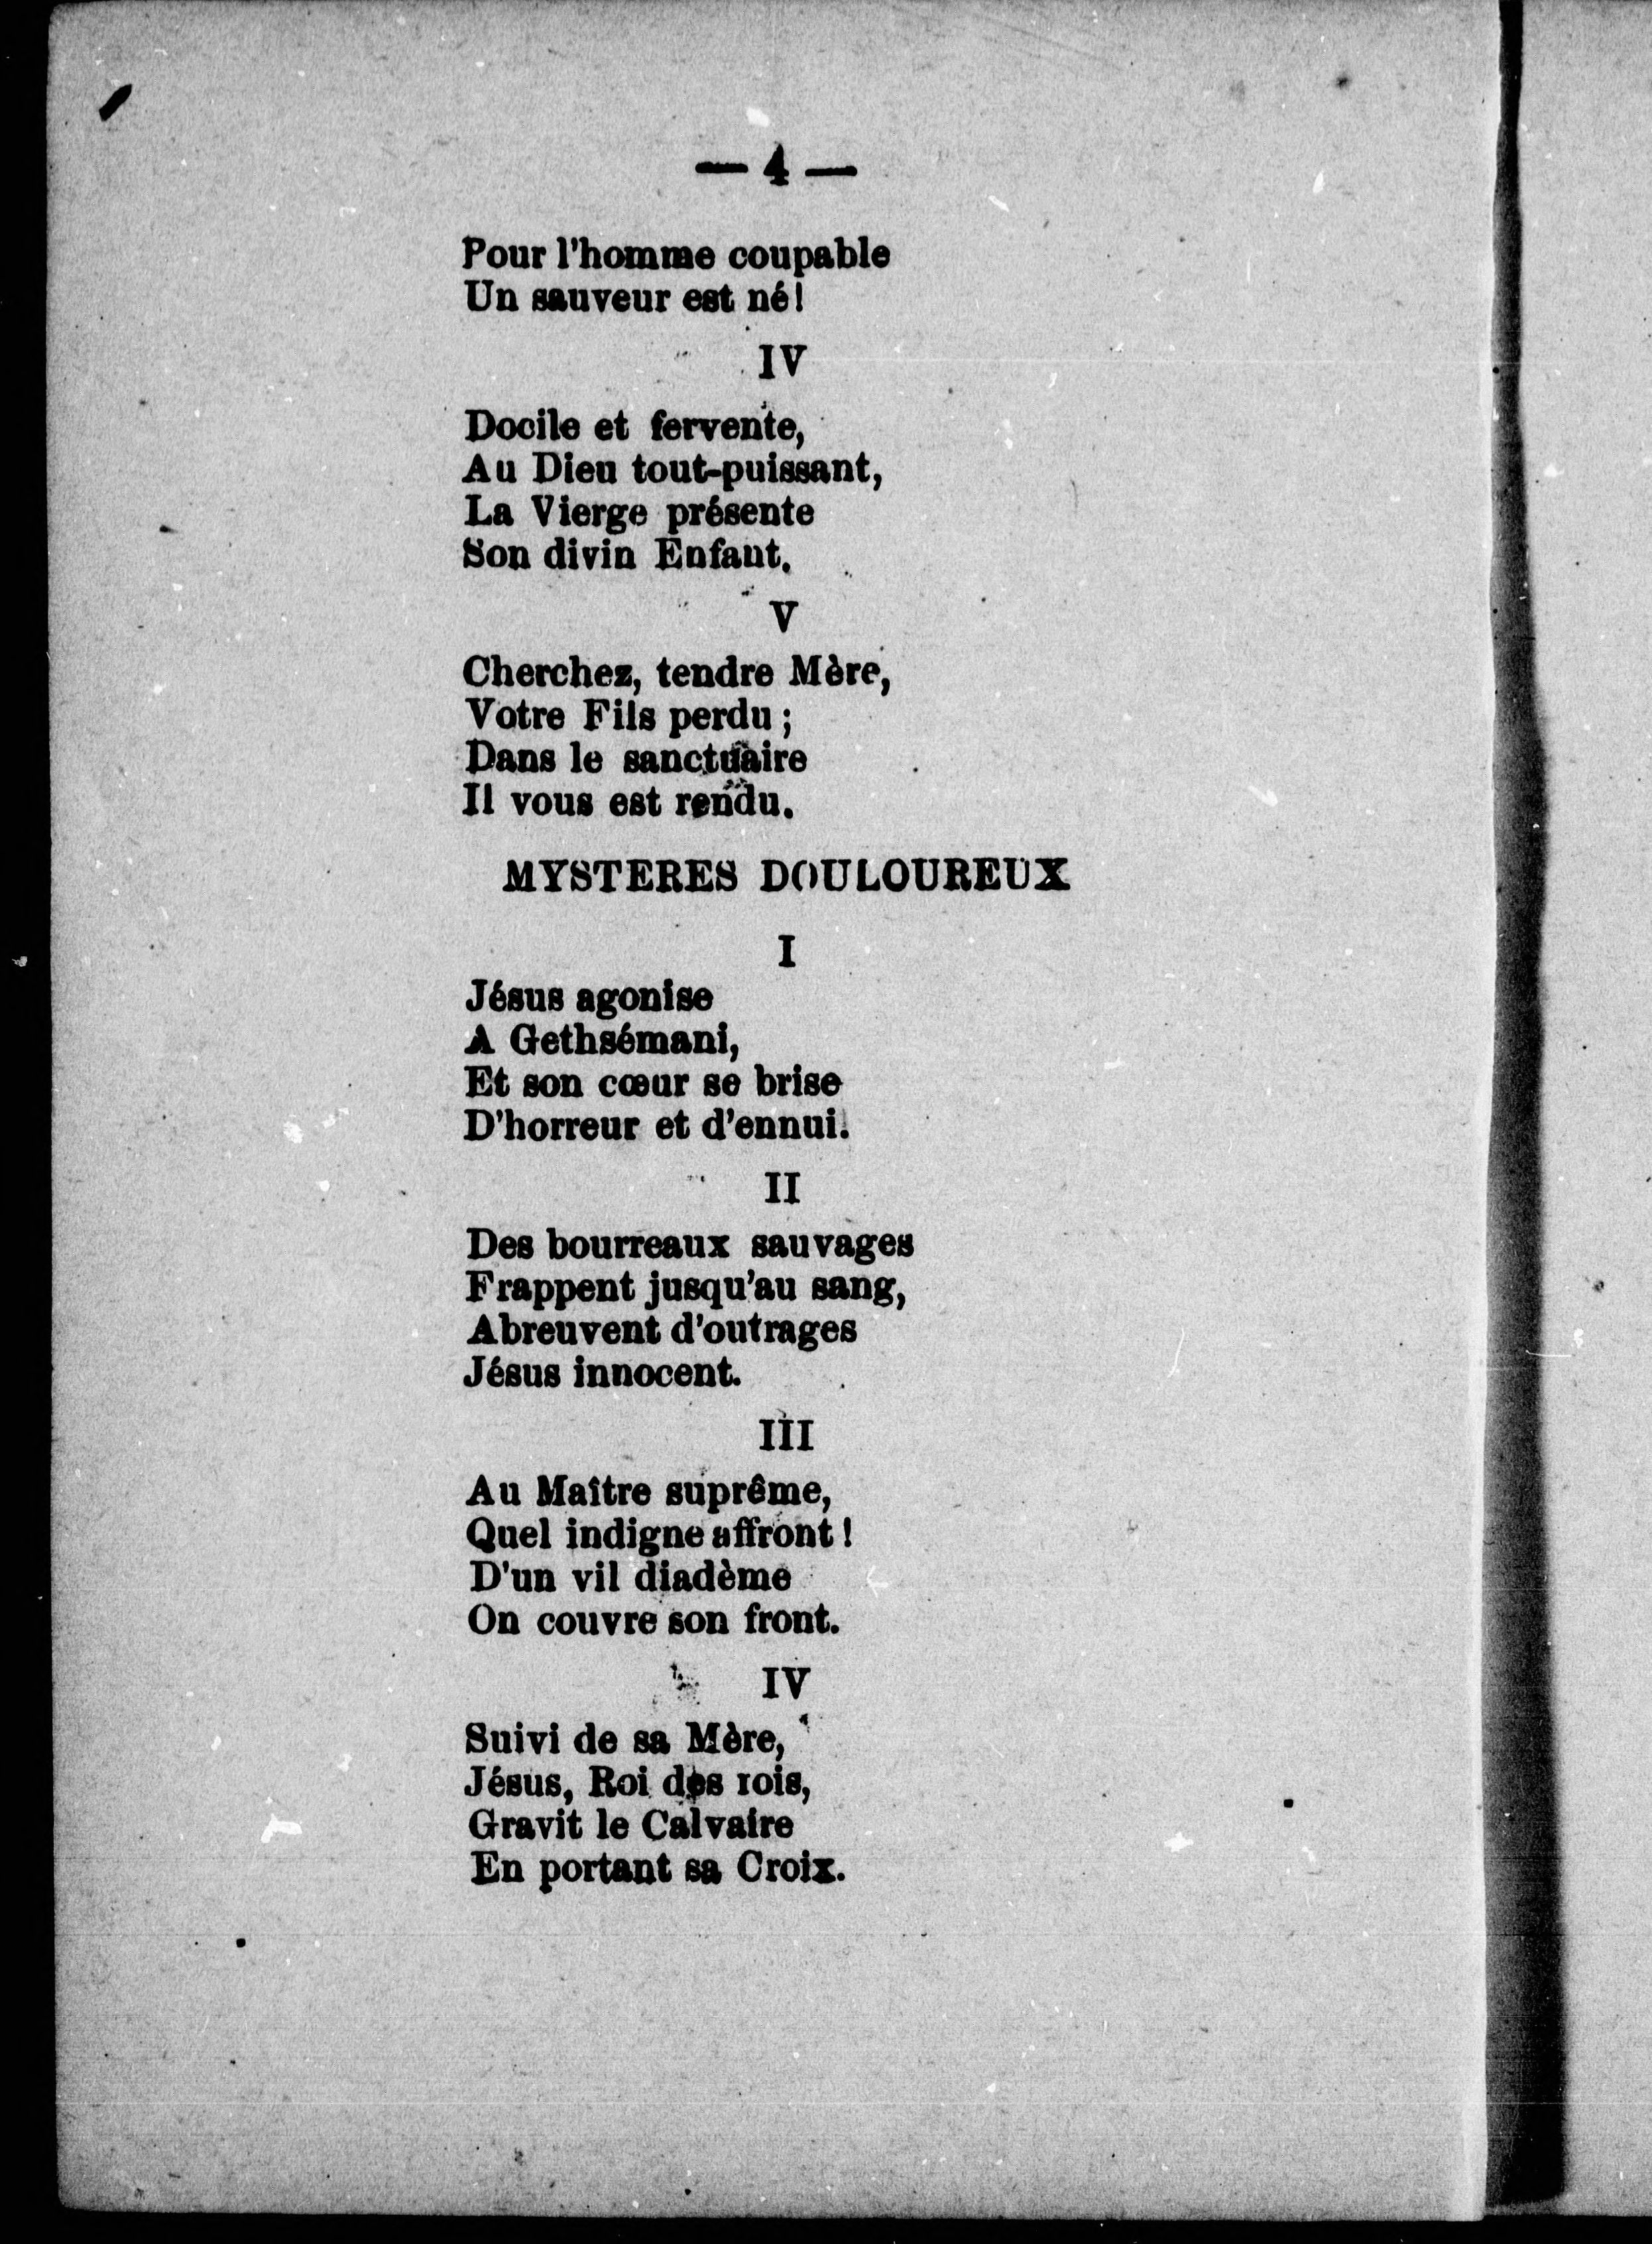 — 4 —
Pour l'homme coupable
Un sauveur est né!
IV
Docile et fervente,
Au Dieu tout-puissant,
La Vierge présente
Son divin Enfant.
V
Cherchez, tendre Mère,
Votre Fils perdu ;
Dans le sanctuaire
Il vous est rendu.
MYSTERES DOULOUREUX
I
Jésus agonise
A Gethsémani,
Et son cœur se brise
D'horreur et d'ennui.
II
Des bourreaux sauvages
Frappent jusqu'au sang,
Abreuvent d'outrages
Jésus innocent.
III
Au Maître suprême,
Quel indigne affront !
D'un vil diadème
On couvre son front.
IV
Suivi de sa Mère,
Jésus, Roi des rois,
Gravit le Calvaire
En portant sa Croix.